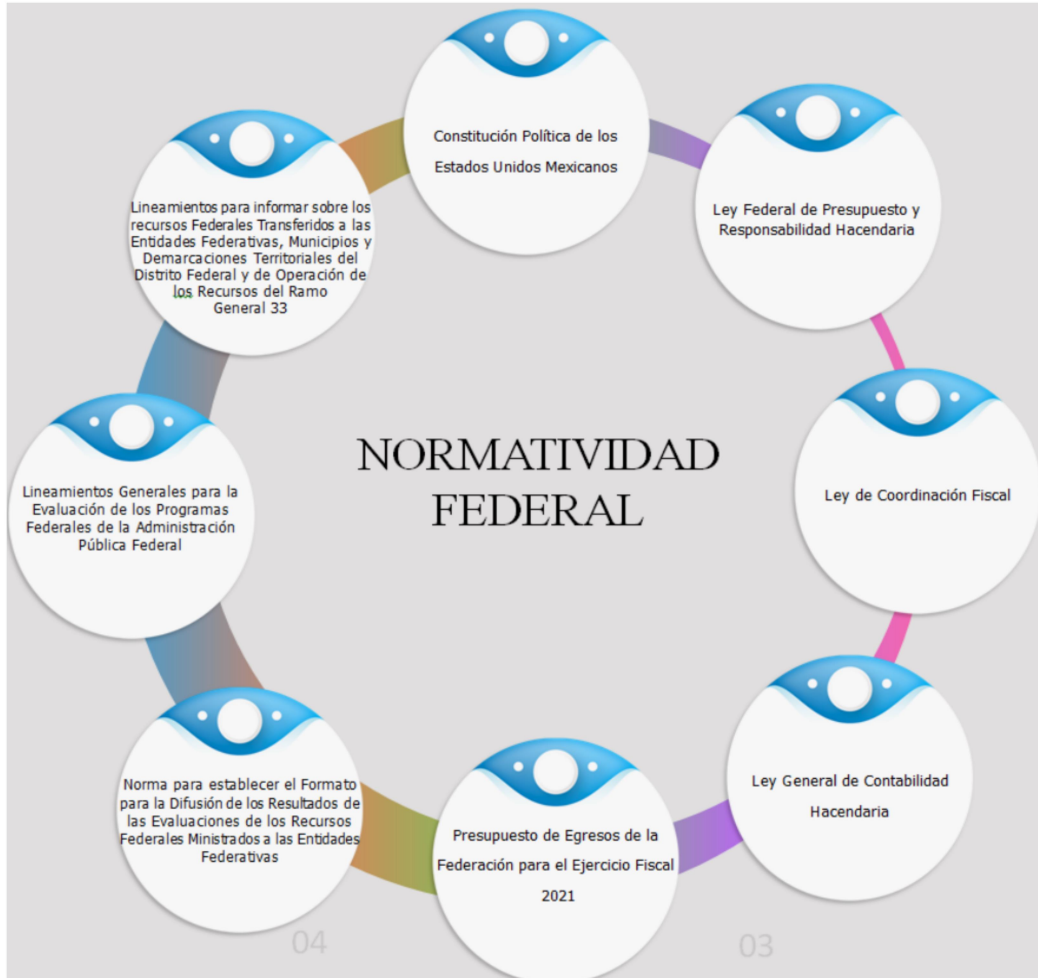 Constitución Política de los
Estados Unidos Mexicanos
Ley Federal de Presupuesto y
Responsabilidad Hacendaria
Ley de Coordinación Fiscal
Ley General de Contabilidad
Hacendaria
Presupuesto de Egresos de la
Federación para el Ejercicio Fiscal
2021
Norma para establecer el Formato
para la Difusión de los Resultados de
las Evaluaciones de los Recursos
Federales Ministrados a las Entidades
Federativas
Lineamientos Generales para la
Evaluación de los Programas
Federales de la Administración
Pública Federal
Lineamientos para informar sobre los
recursos Federales Transferidos a las
Entidades Federativas, Municipios y
Demarcaciones Territoriales del
Distrito Federal y de Operación de
los Recursos del Ramo
General 33
NORMATIVIDAD
FEDERAL
04
03